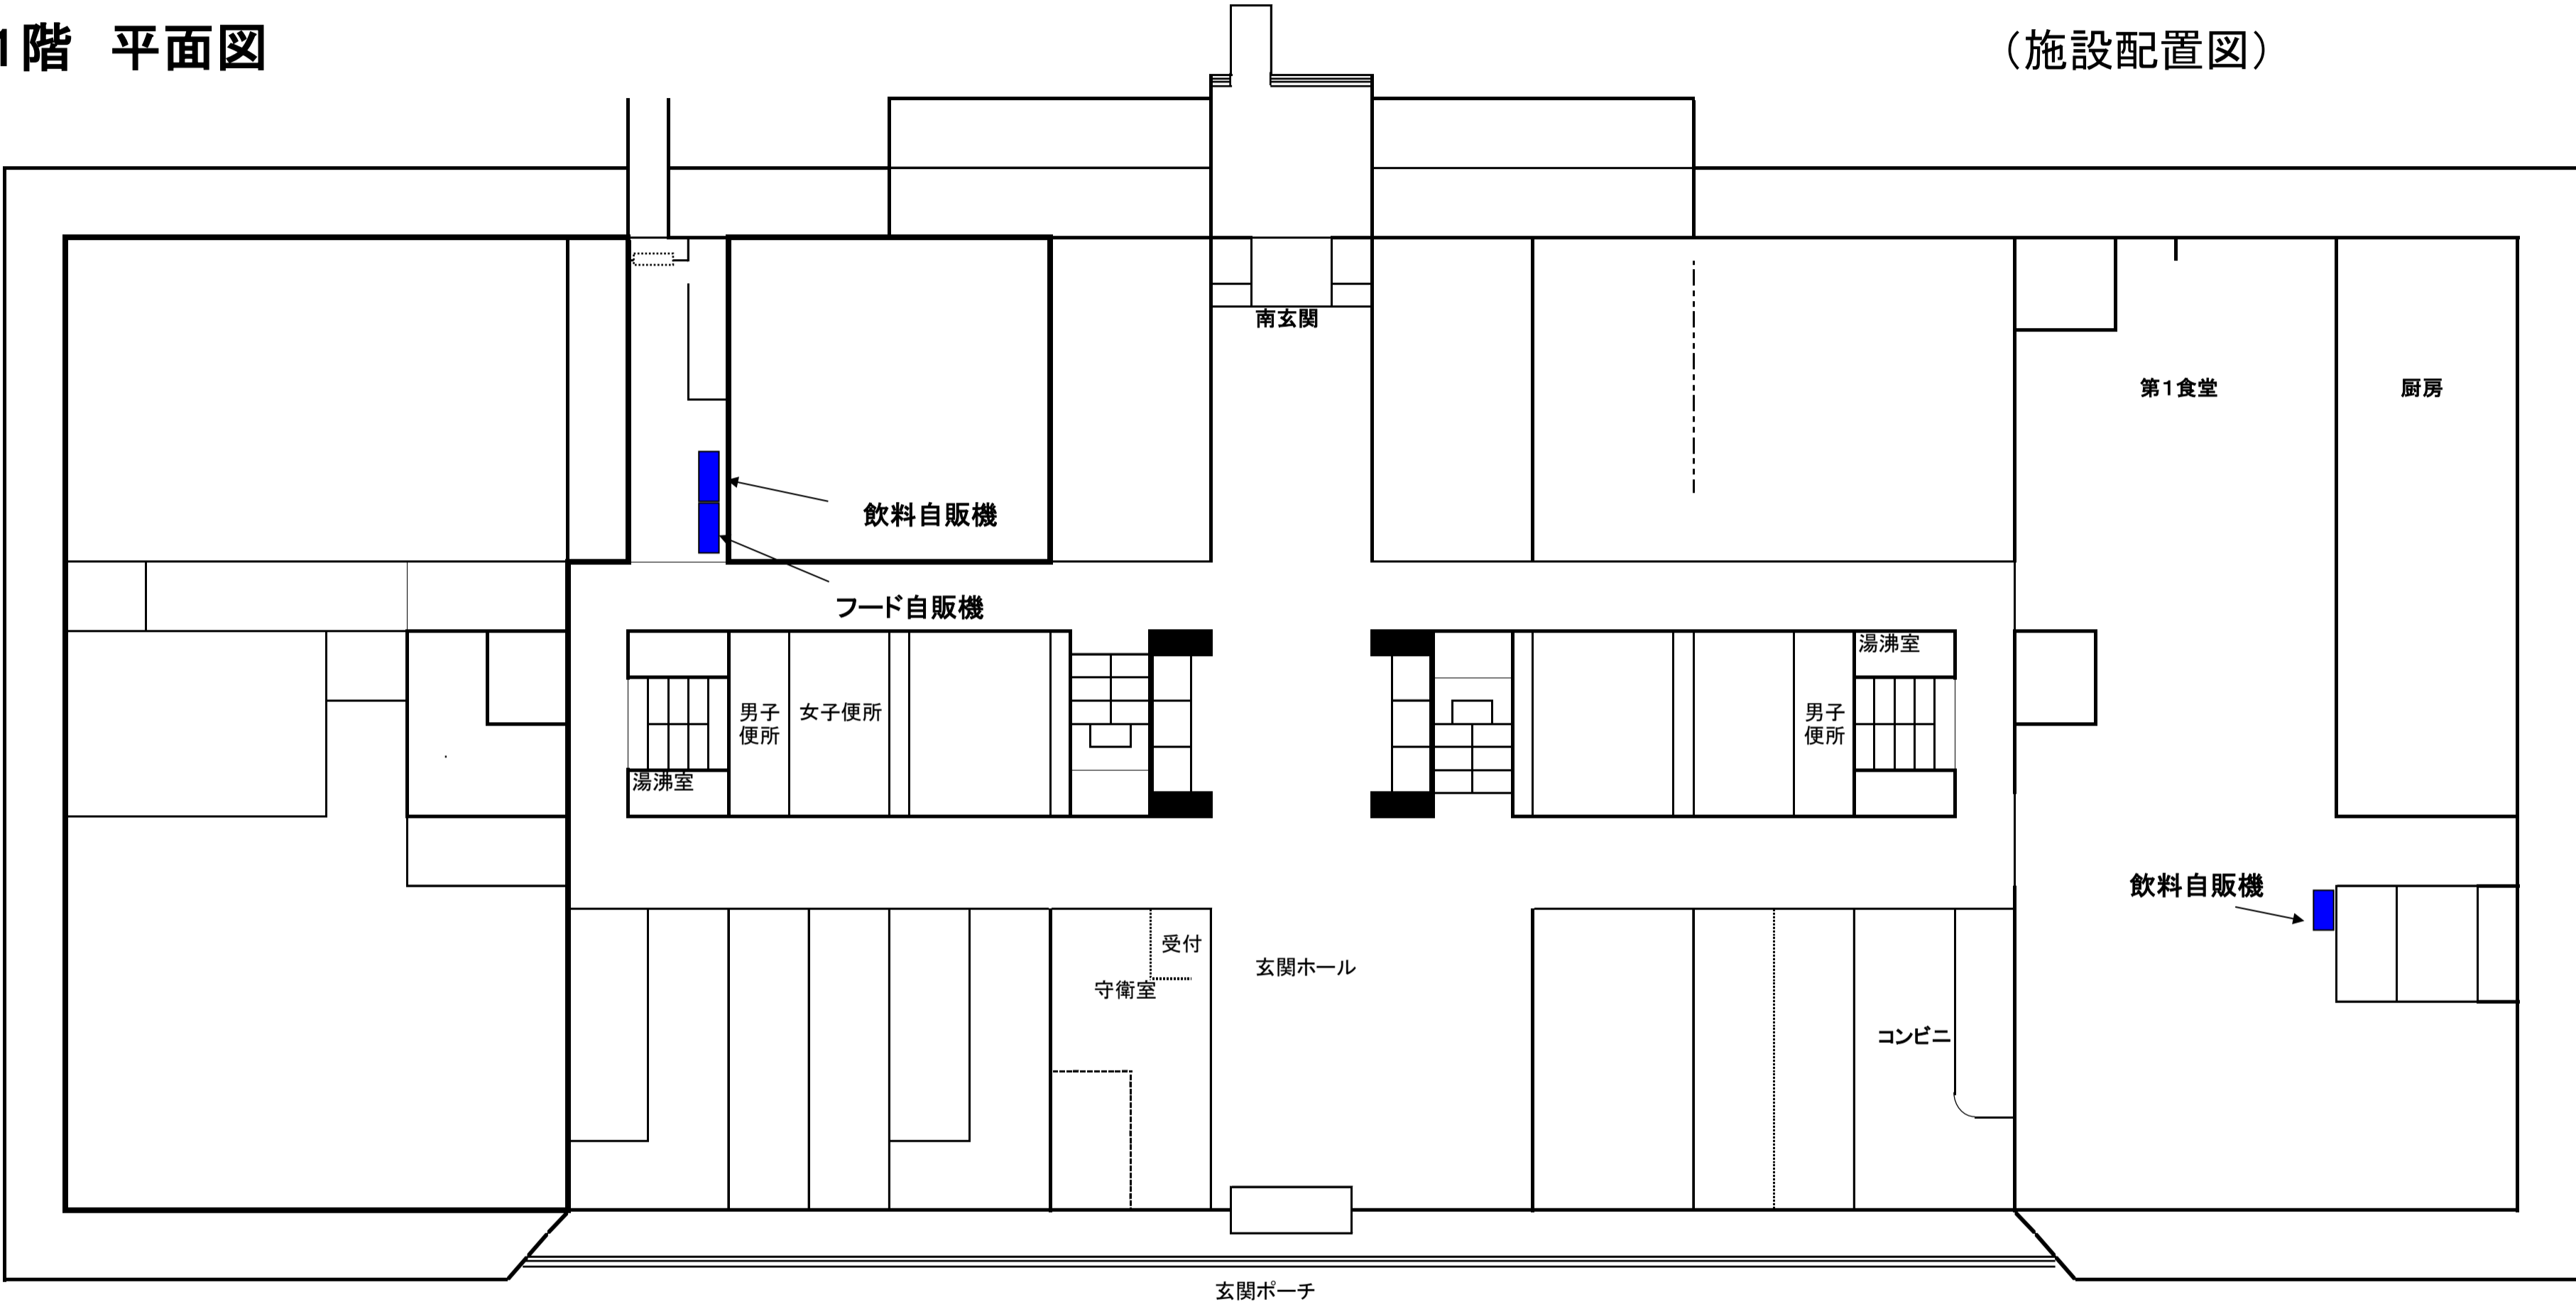 1階 平面図
（施設配置図）
南玄関
第１食堂
厨房
飲料自販機
フード自販機
湯沸室
男子
便所
女子便所
男子
便所
湯沸室
飲料自販機
受付
玄関ホール
守衛室
コンビニ
玄関ポーチ